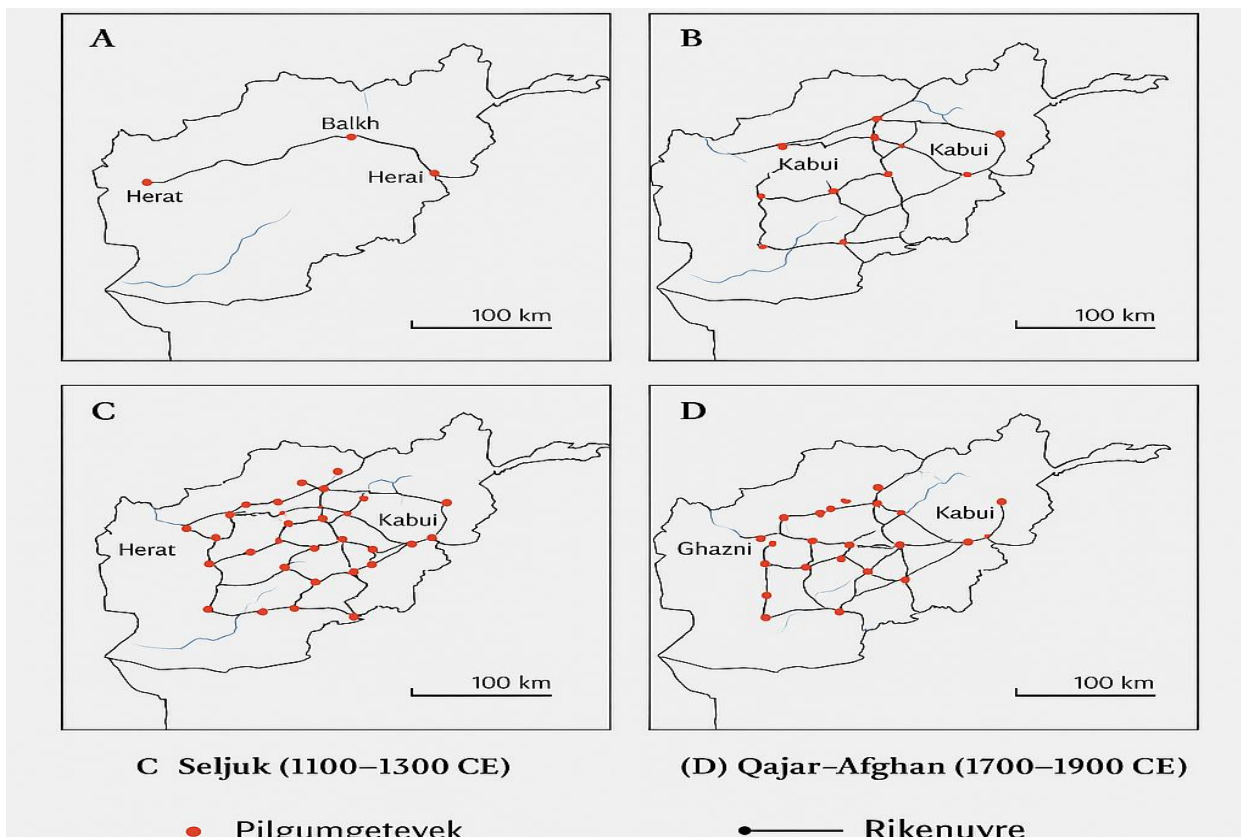 A
Balkh
Herat
Herai
100 km
B
Kabui
Kabui
100 km
C
Herat
Kabui
100 km
D
Ghazni
Kabui
100 km
C Seljuk (1100–1300 CE)
(D) Qajar–Afghan (1700–1900 CE)
Pilgumgetevek
Rikenuvre